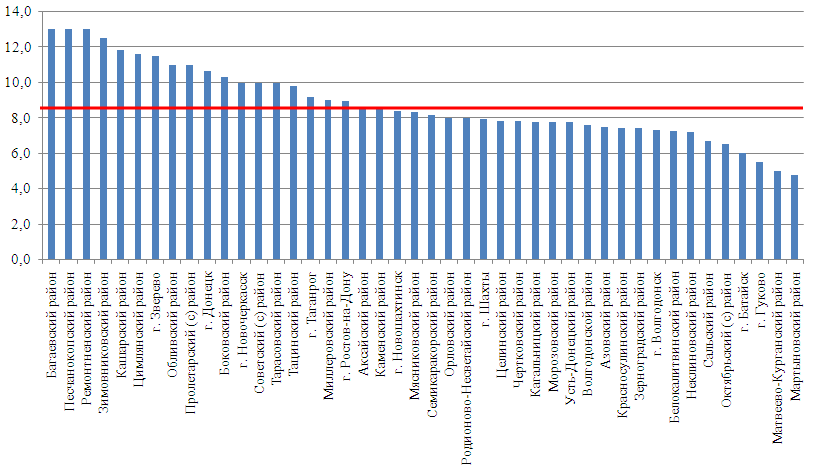 14,0
12,0
10,0
8,0
6,0
4,0
2,0
0,0
Багаевский район
Песчанокопский район
Ремонтненский район
Зимовниковский район
Кашарский район
Цимлянский район
г. Зверево
Обливский район
Пролетарский (с) район
г. Донецк
Боковский район
г. Новочеркасск
Советский (с) район
Тарасовский район
Тацинский район
г. Таганрог
Миллеровский район
г. Ростов-на-Дону
Аксайский район
Каменский район
г. Новошахтинск
Мясниковский район
Семикаракорский район
Орловский район
Родионово-Несветайский район
г. Шахты
Целинский район
Чертковский район
Кагальницкий район
Морозовский район
Усть-Донецкий район
Волгодонской район
Азовский район
Красносулинский район
Зерноградский район
г. Волгодонск
Белокалитвинский район
Неклиновский район
Сальский район
Октябрьский (с) район
г. Батайск
г. Гуково
Матвеево-Курганский район
Мартыновский район